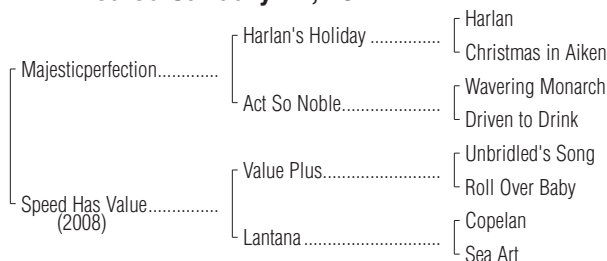 Harlan
Harlan's Holiday ................
Christmas in Aiken
Majesticperfection.............
Wavering Monarch
Act So Noble......................
Driven to Drink
Unbridled's Song
Value Plus..........................
Roll Over Baby
Speed Has Value...............
(2008)
Copelan
Lantana..............................
Sea Art